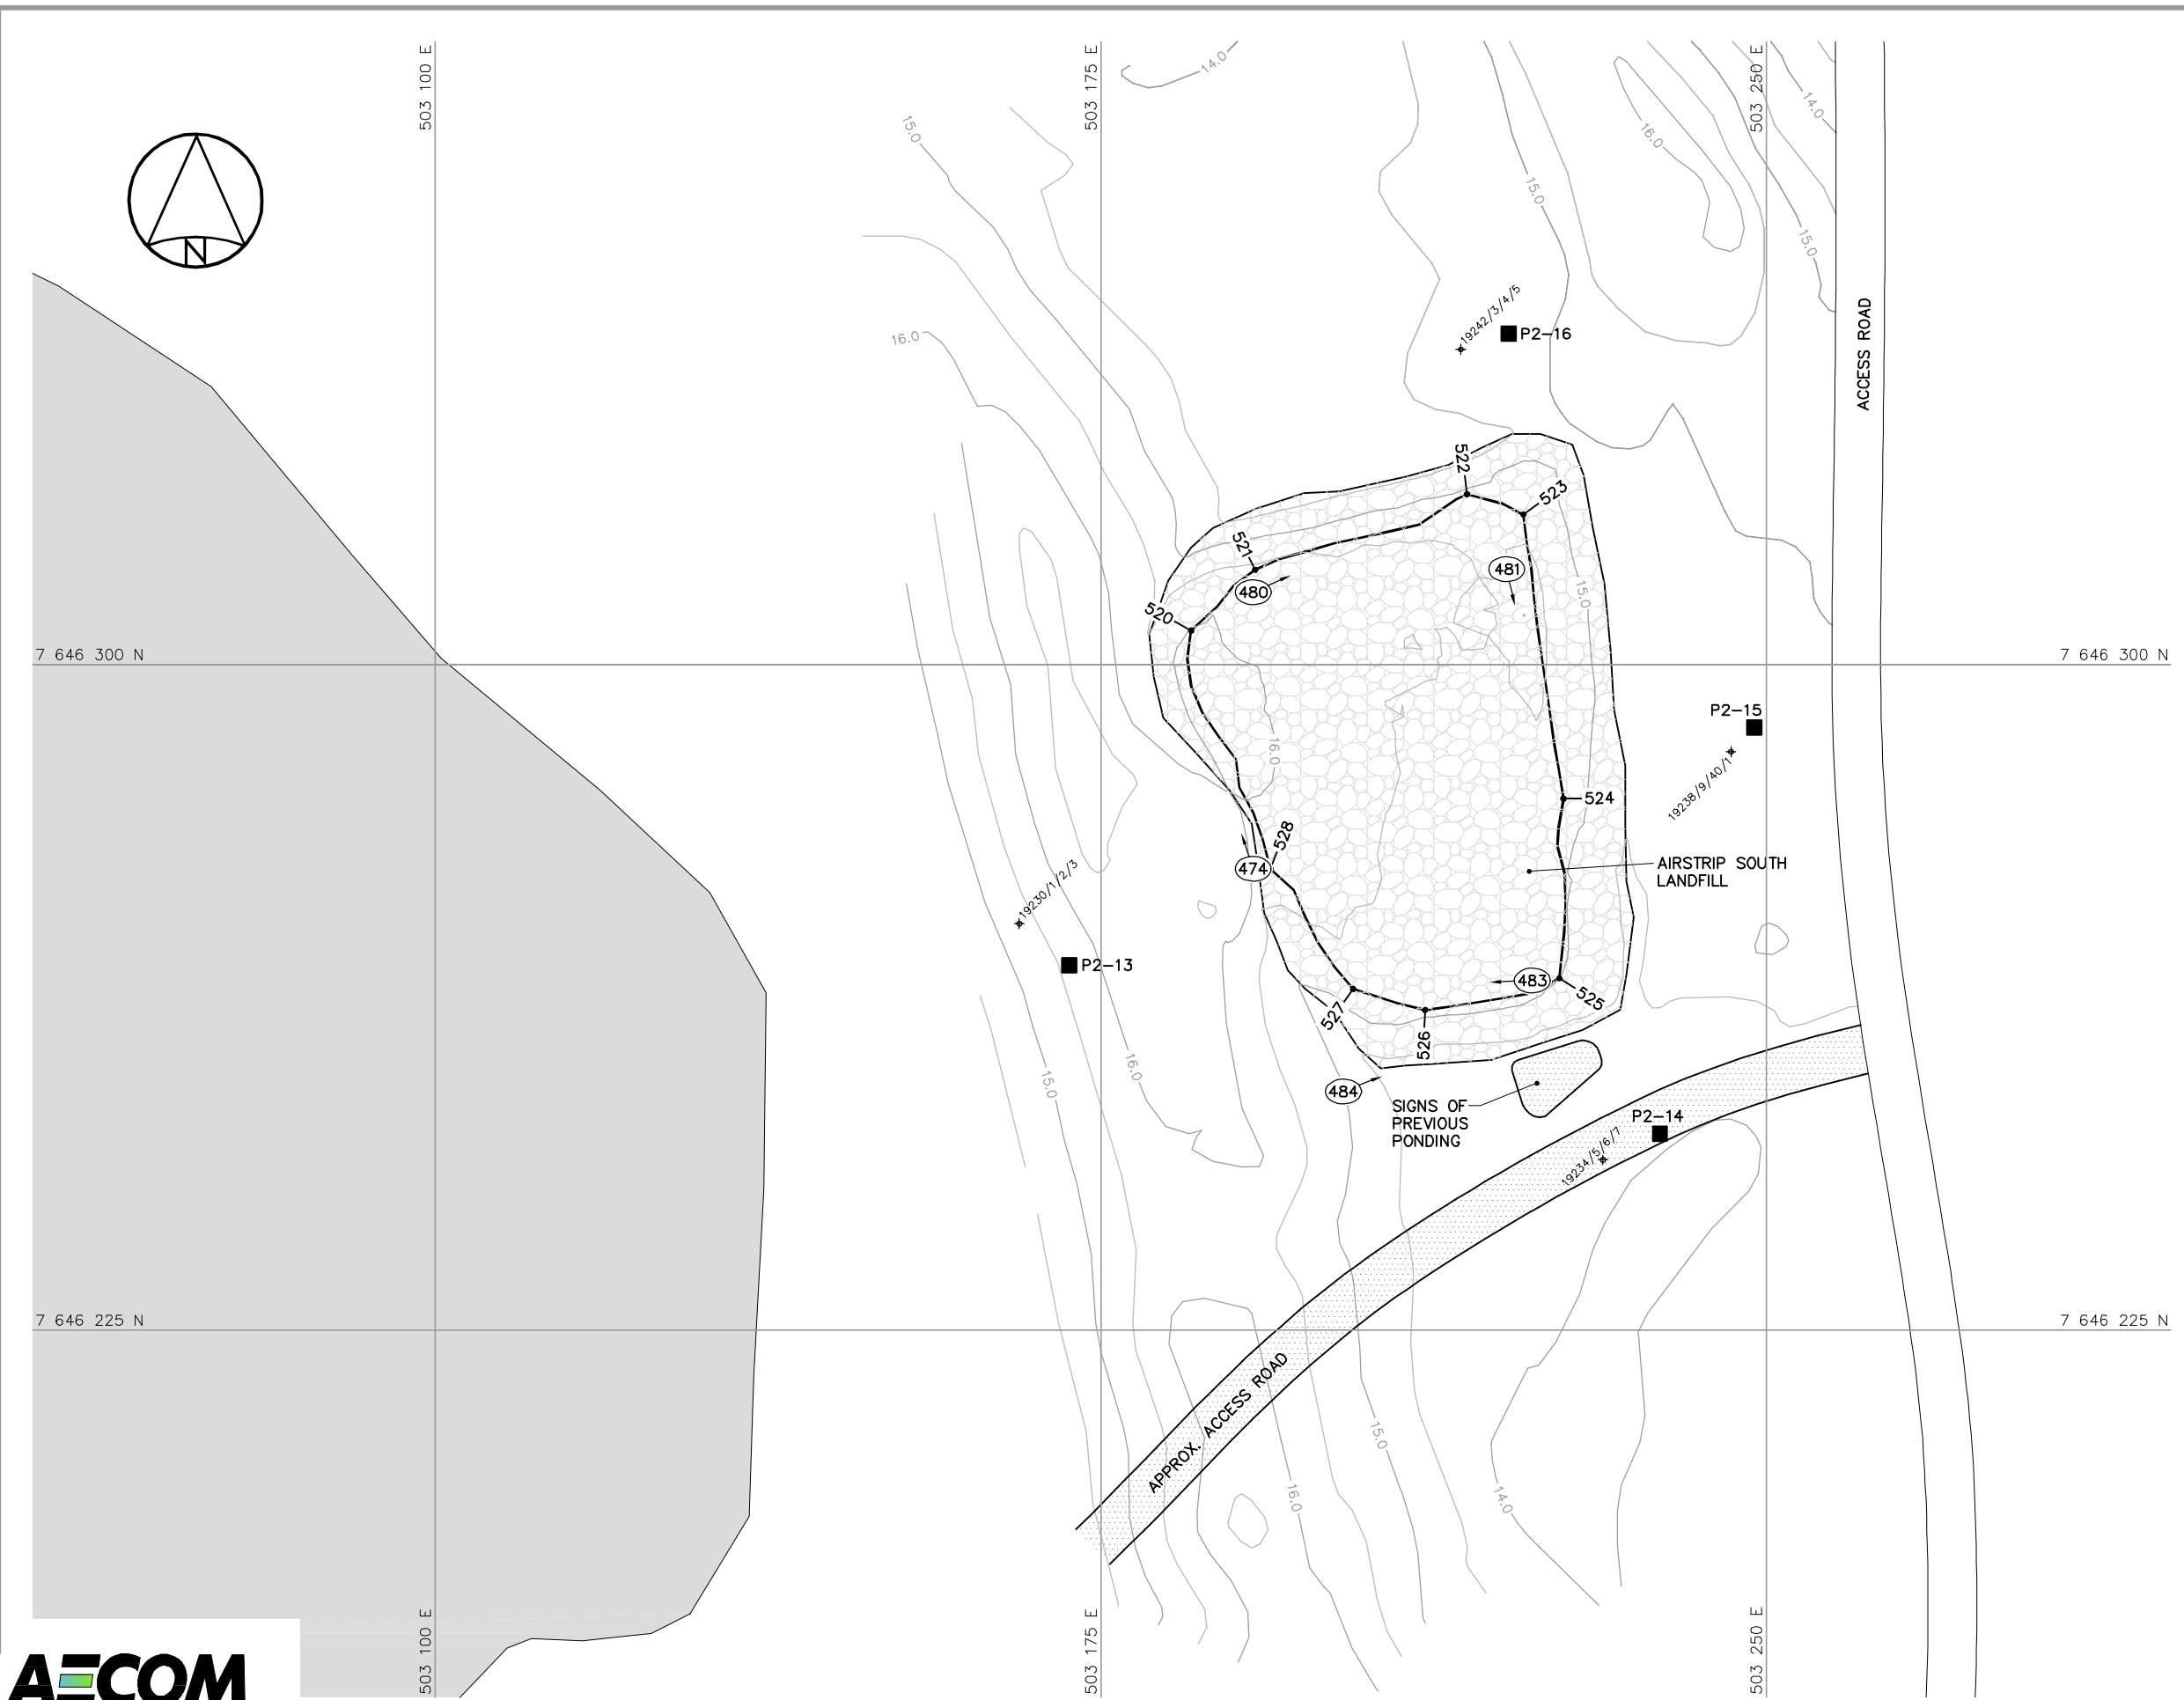 503 100 E
503 175 E
503 250 E
14.0
15.0
16.0
14.0
15.0
15.0
N
16.0
19242/3/4/5
P2-16
ACCESS ROAD
522
523
521
480
481
15.0
520
7 646 300 N
7 646 300 N
P2-15
16.0
19238/9/40/1
524
528
474
AIRSTRIP SOUTH
LANDFILL
19230/1/2/3
P2-13
483
525
527
526
16.0
15.0
484
SIGNS OF
PREVIOUS
PONDING
P2-14
19234/5/6/7
7 646 225 N
7 646 225 N
APPROX. ACCESS ROAD
15.0
16.0
14.0
503 100 E
503 175 E
503 250 E
AECOM